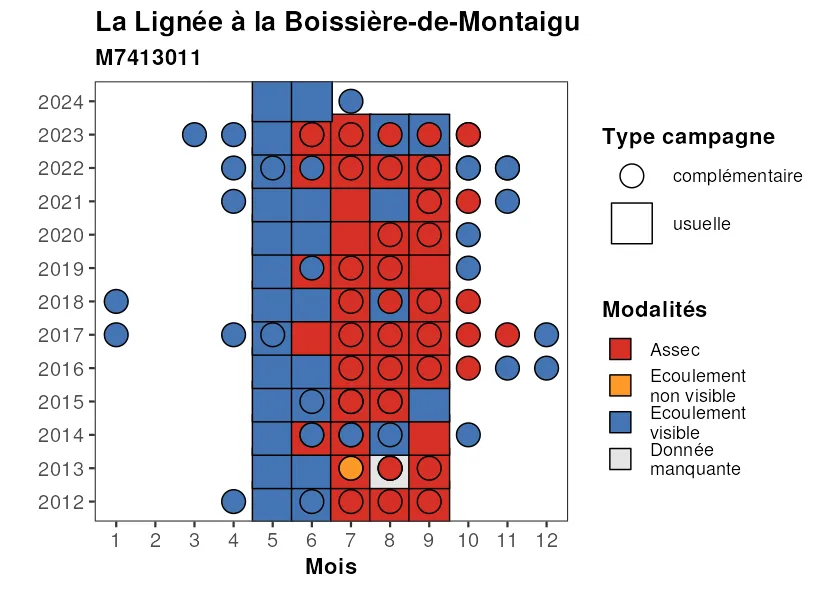 La Lignée à la Boissière-de-Montaigu
M7413011
2024
2023
2022
2021
2020
2019
2018
2017
2016
2015
2014
2013
2012
1 2 3 4 5 6 7 8 9 10 11 12
Mois
Type campagne
complémentaire
usuelle
Modalités
Assec
Ecoulement
non visible
Ecoulement
visible
Donnée
manquante